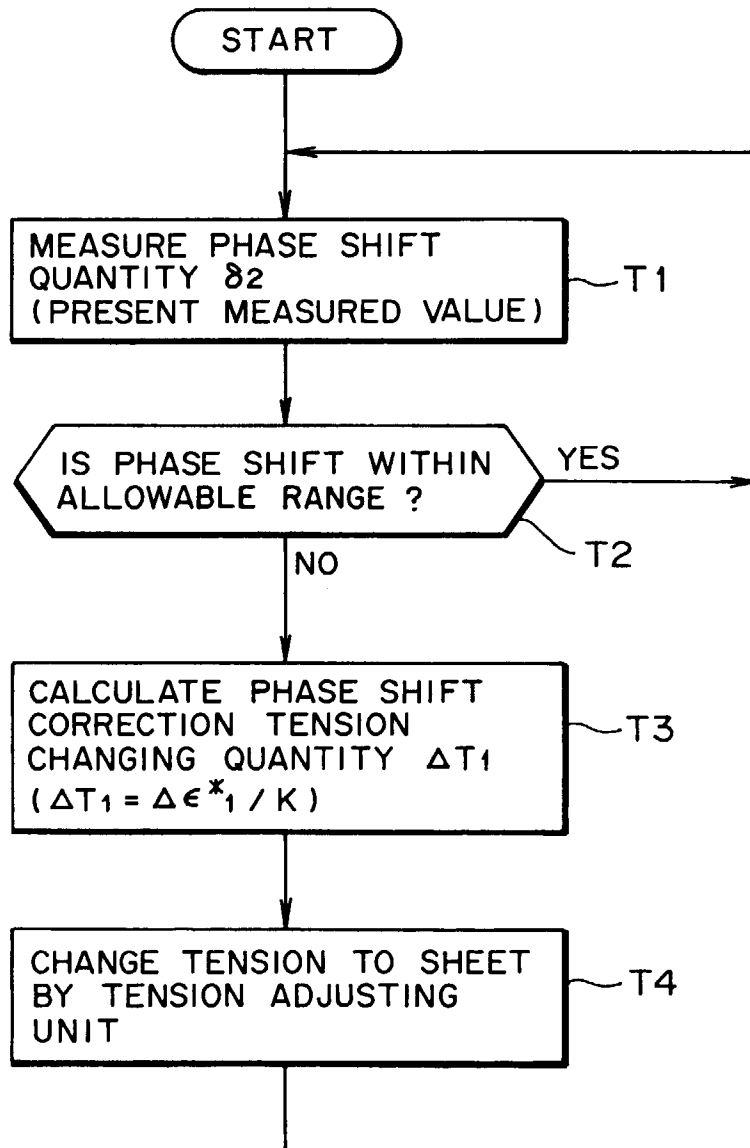 START
MEASURE PHASE SHIFT
QUANTITY δ2
(PRESENT MEASURED VALUE)
T1
IS PHASE SHIFT WITHIN
ALLOWABLE RANGE ?
YES
T2
NO
CALCULATE PHASE SHIFT
CORRECTION TENSION
CHANGING QUANTITY ΔT1
(ΔT1 = Δϵ*1 / K)
T3
CHANGE TENSION TO SHEET
BY TENSION ADJUSTING
UNIT
T4